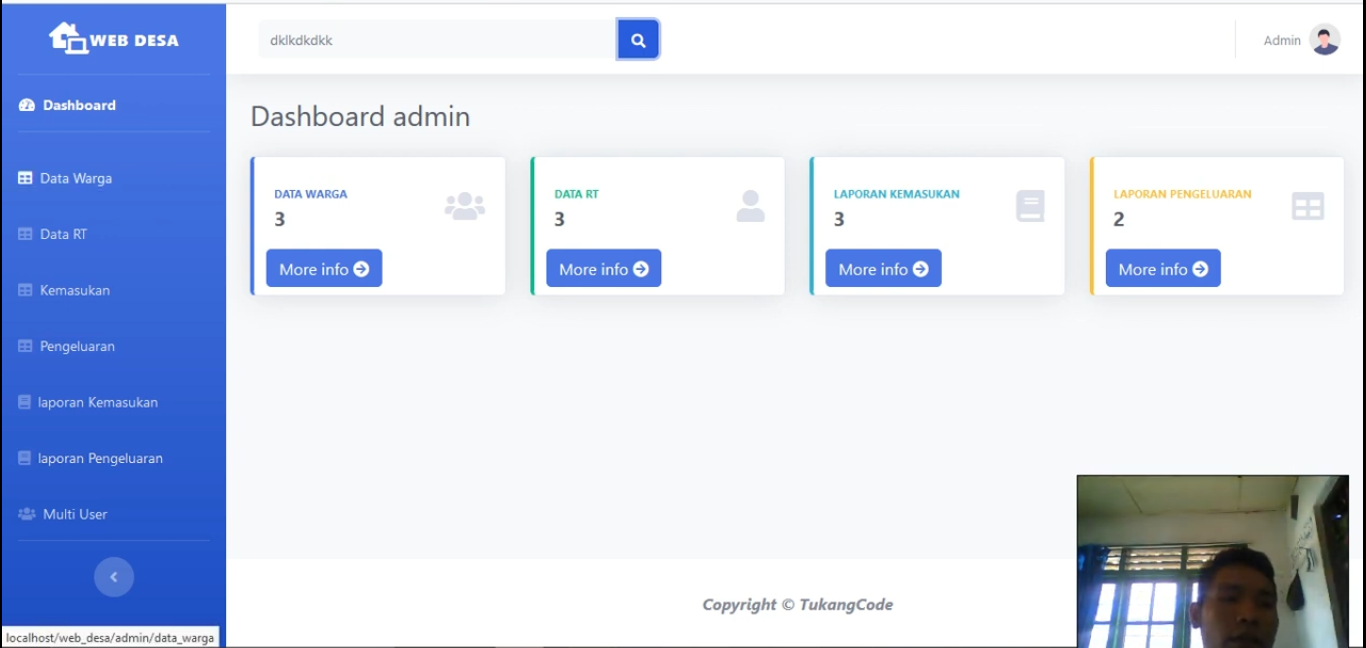 WEB DESA
dklkdkdkk
Admin
Dashboard
Dashboard admin
Data Warga
Data RT
Kemasukan
Pengeluaran
laporan Kemasukan
laporan Pengeluaran
Multi User
DATA WARGA
3
More info
DATA RT
3
More info
LAPORAN KEMASUKAN
3
More info
LAPORAN PENGELUARAN
2
More info
Copyright © TukangCode
localhost/web_desa/admin/data_warga